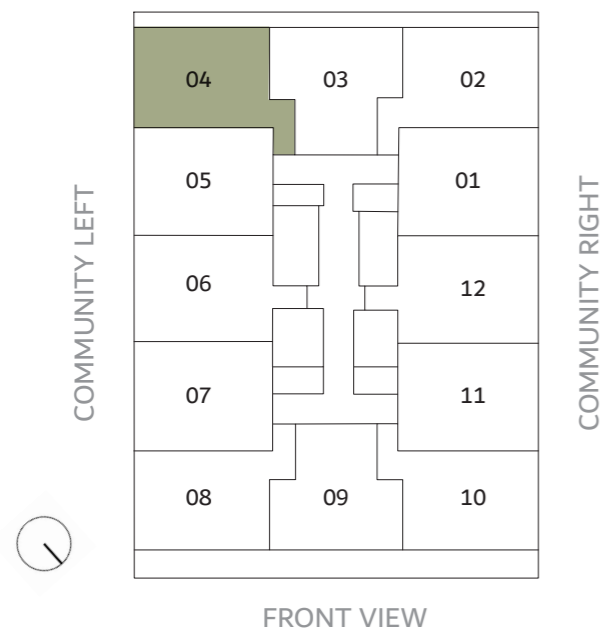 04 03 02
05 01
06 12
07 11
08 09 10
COMMUNITY LEFT
COMMUNITY RIGHT
FRONT VIEW